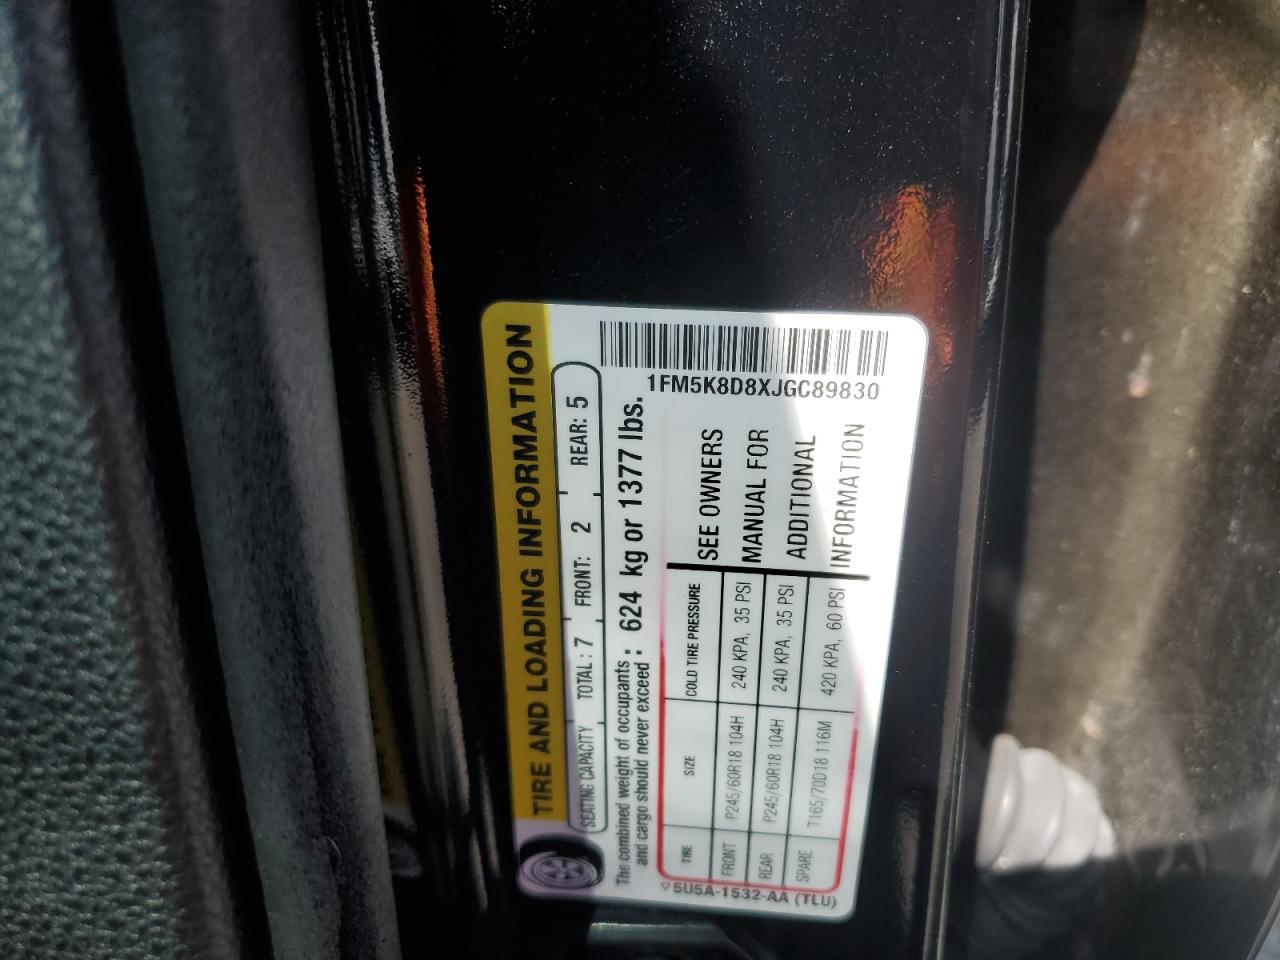 TIRE AND LOADING INFORMATION
SEATING CAPACITY TOTAL : 7 FRONT: 2 REAR: 5
The combined weight of occupants
and cargo should never exceed : 624 kg or 1377 lbs.
1FM5K8D8XJGC89830
TIRE SIZE COLD TIRE PRESSURE
FRONT P245/60R18 104H 240 KPA, 35 PSI
REAR P245/60R18 104H 240 KPA, 35 PSI
SPARE T165/70D18 116M 420 KPA, 60 PSI
SEE OWNERS
MANUAL FOR
ADDITIONAL
INFORMATION
▽5U5A-1532-AA (TLU)